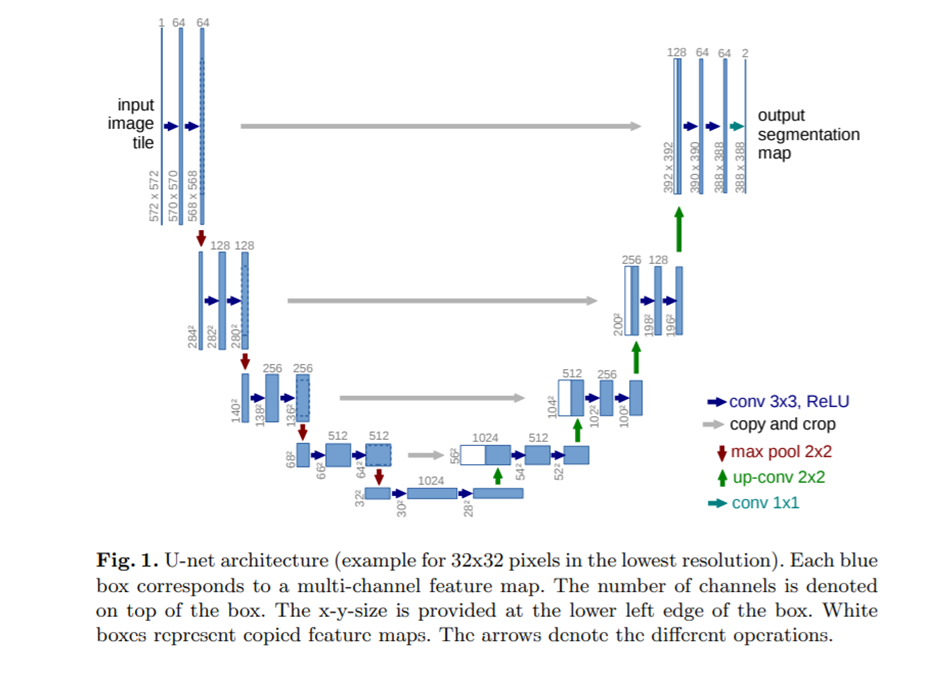 1 64 64
128 64 64 2
input
image
tile
output
segmentation
map
572 x 572
570 x 570
568 x 568
392 x 392
390 x 390
388 x 388
388 x 388
128 128
256 128
284²
282²
280²
200²
198²
196²
256 256
512 256
140²
138²
136²
104²
102²
100²
conv 3x3, ReLU
copy and crop
max pool 2x2
up-conv 2x2
conv 1x1
512 512
1024 512
68²
66²
64²
56²
54²
52²
1024
32²
30²
28²
Fig. 1. U-net architecture (example for 32x32 pixels in the lowest resolution). Each blue
box corresponds to a multi-channel feature map. The number of channels is denoted
on top of the box. The x-y-size is provided at the lower left edge of the box. White
boxes represent copied feature maps. The arrows denote the different operations.